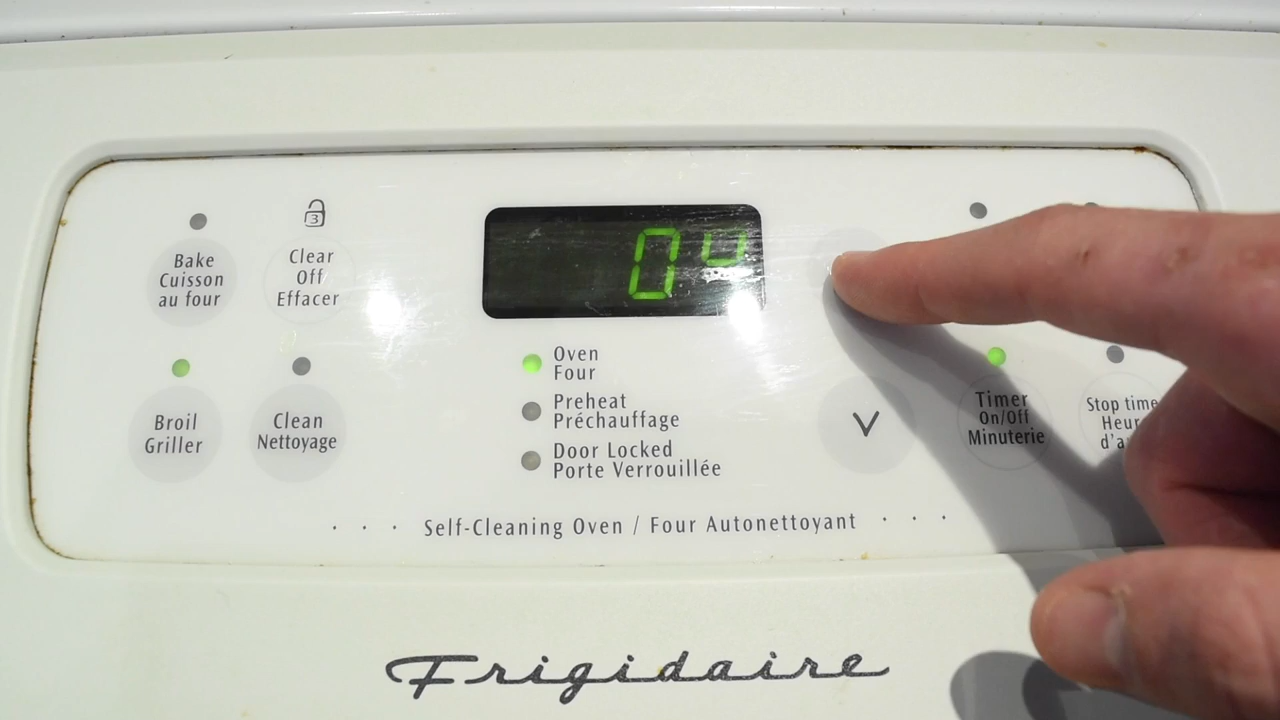 3
Bake
Cuisson
au four
Clear
Off
Effacer
0°
Oven
Four
Broil
Griller
Clean
Nettoyage
Preheat
Préchauffage
Door Locked
Porte Verrouillée
Timer
On/Off
Minuterie
Stop time
Self-Cleaning Oven / Four Autonettoyant
Frigidaire